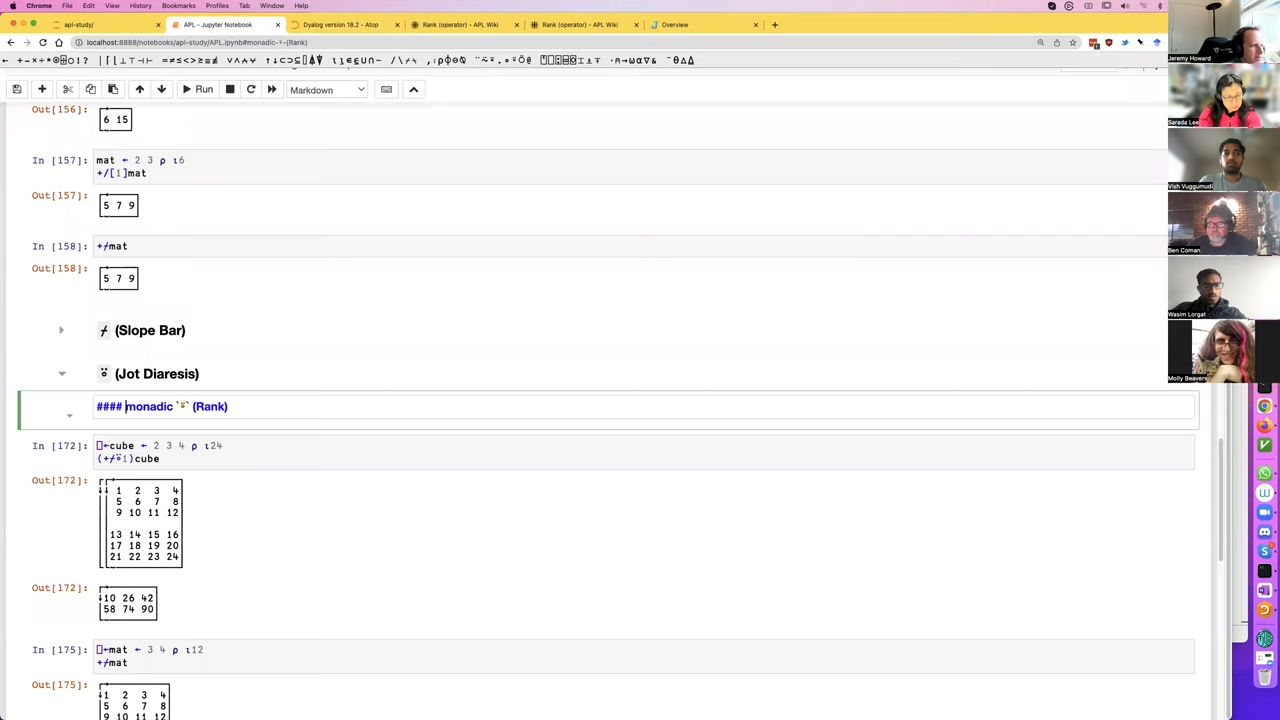 Chrome File Edit View History Bookmarks Profiles Tab Window Help
apl-study/ APL - Jupyter Notebook Dyalog version 18.2 - Atop Rank (operator) - APL Wiki Rank (operator) - APL Wiki Overview
localhost:8888/notebooks/apl-study/APL.ipynb#monadic-⍤-(Rank)
Run Markdown
Out[156]: 6 15
In [157]: mat ← 2 3 ⍴ ⍳6
+/[1]mat
Out[157]: 5 7 9
In [158]: +⌿mat
Out[158]: 5 7 9
⌿ (Slope Bar)
⍤ (Jot Diaresis)
#### monadic `⍤` (Rank)
In [172]: ⎕←cube ← 2 3 4 ⍴ ⍳24
(+⌿⍤1)cube
Out[172]:
1 2 3 4
5 6 7 8
9 10 11 12
13 14 15 16
17 18 19 20
21 22 23 24
Out[172]:
10 26 42
58 74 90
In [175]: ⎕←mat ← 3 4 ⍴ ⍳12
+⌿mat
Out[175]:
1 2 3 4
5 6 7 8
9 10 11 12
Jeremy Howard
Sarada Lee
Vish Vuggumudi
Ben Coman
Wasim Lorgat
Molly Beavers